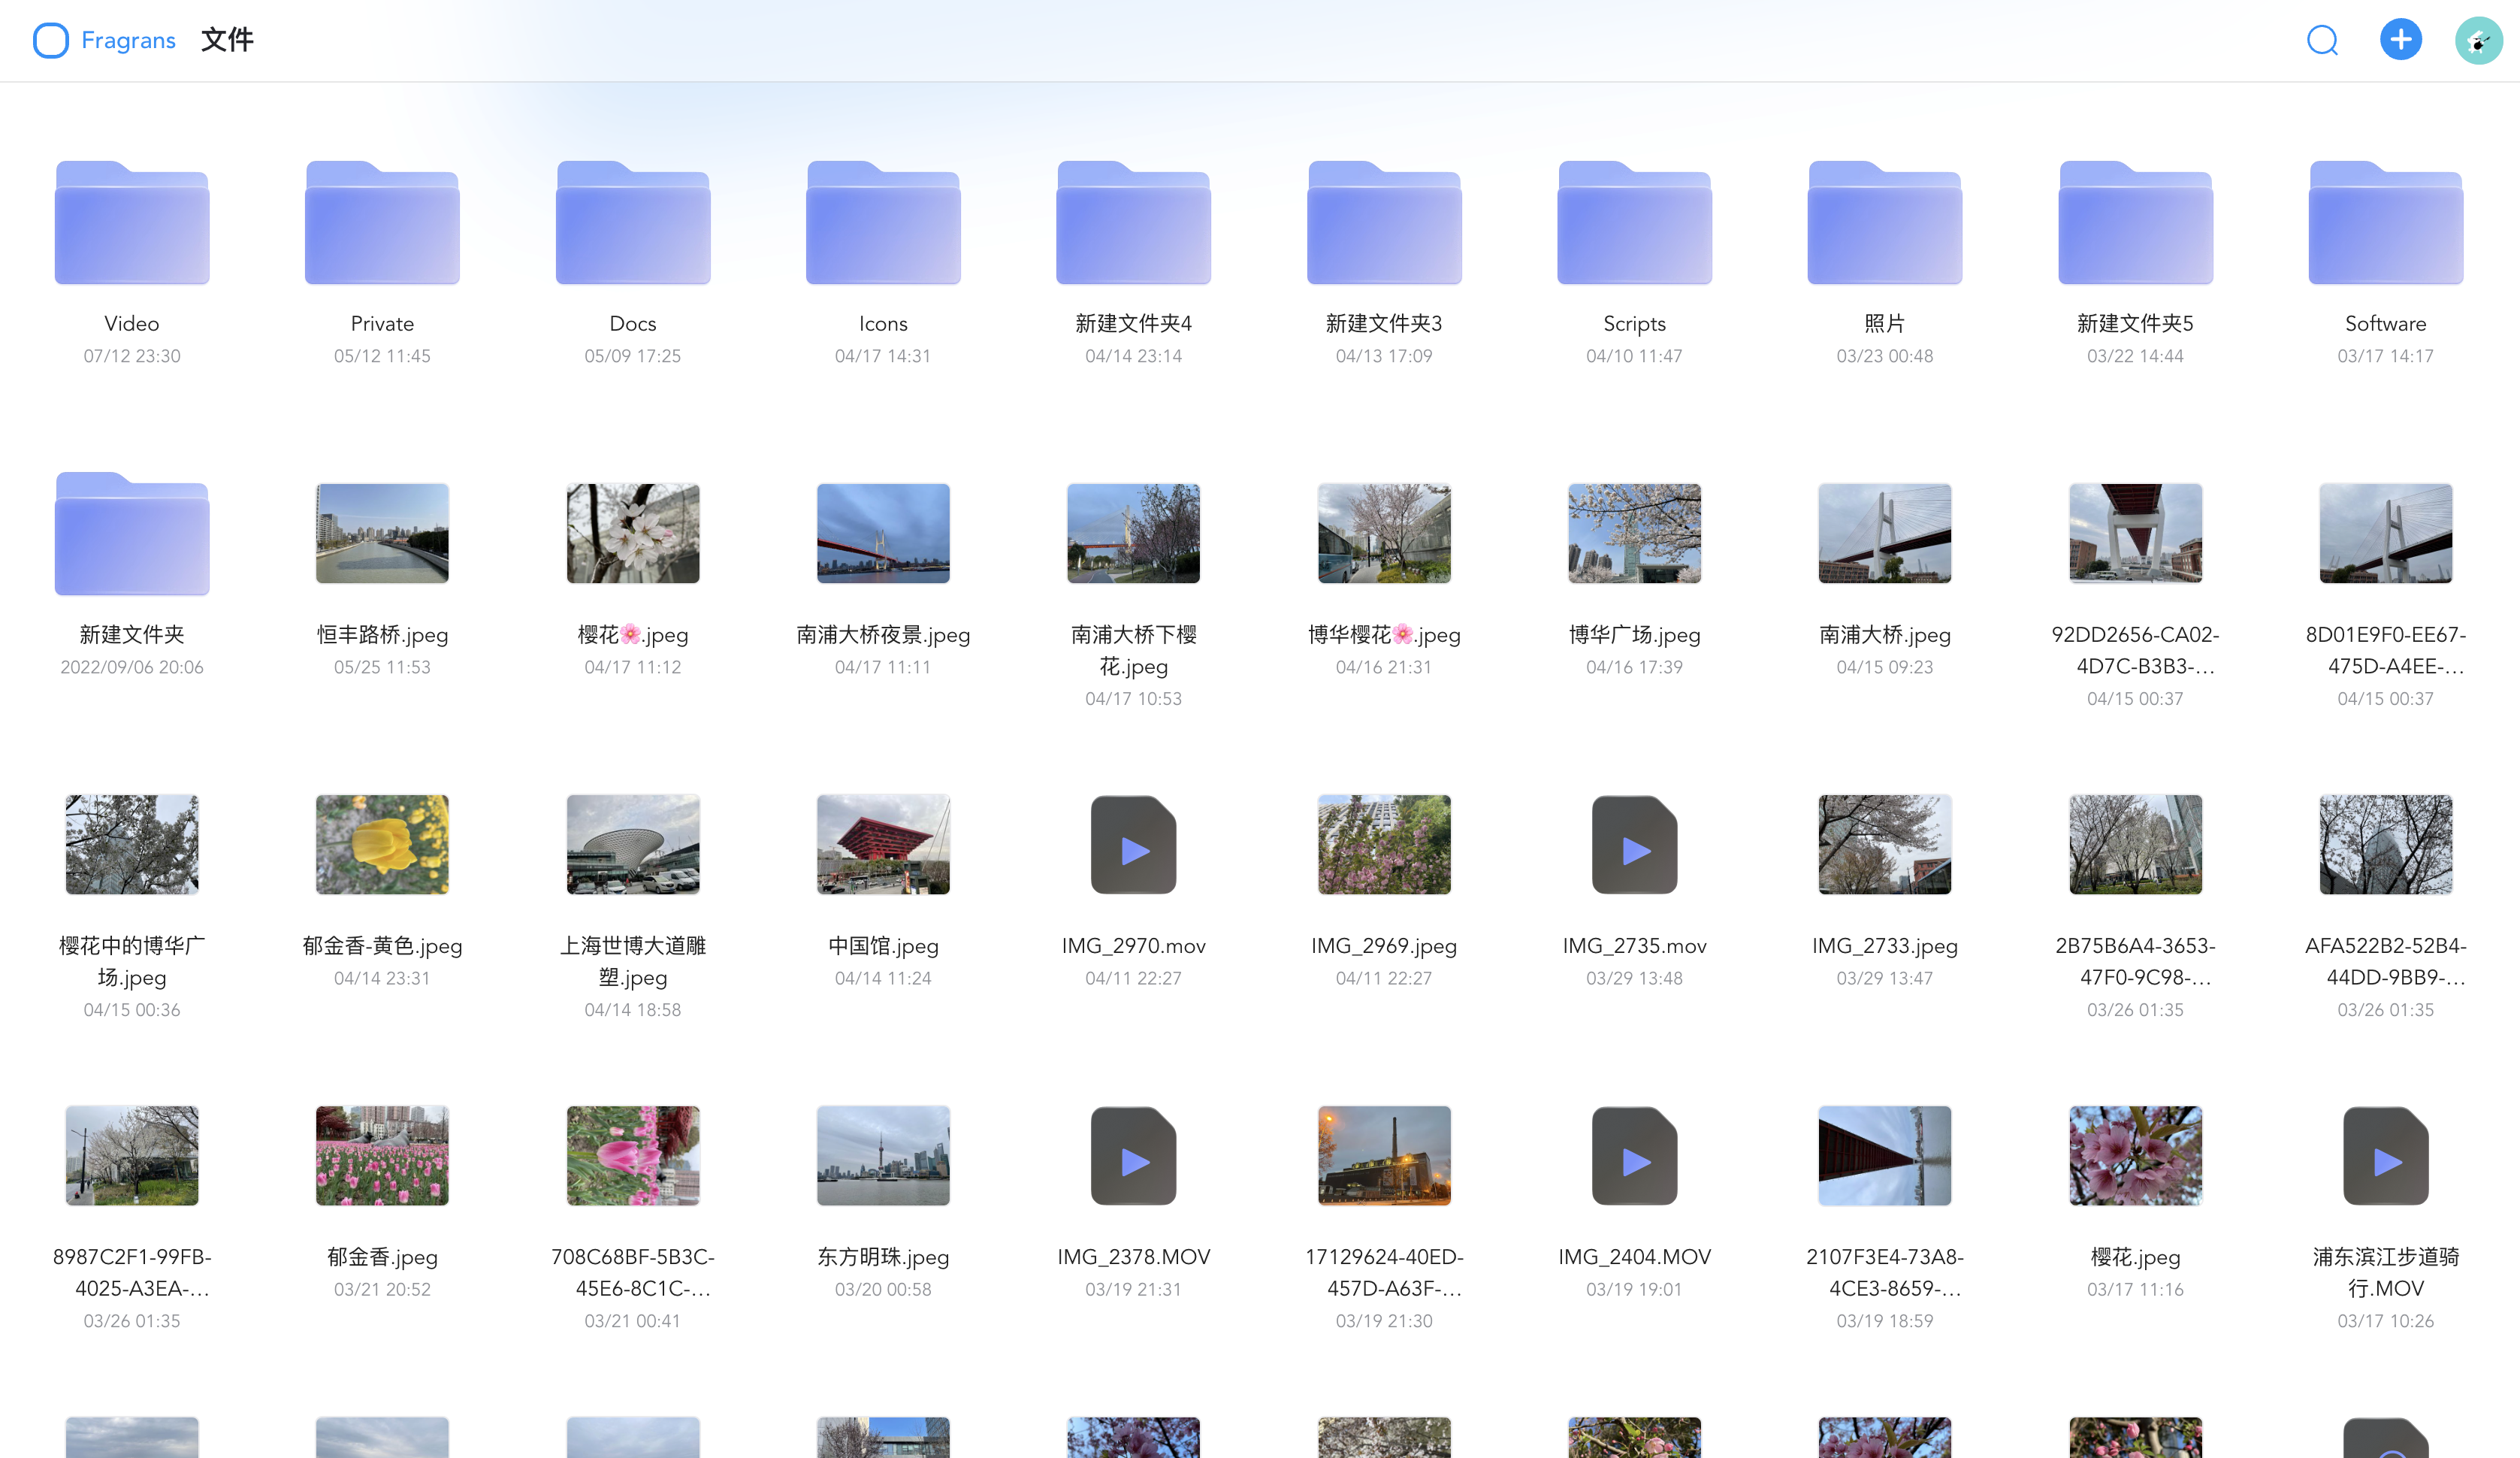 Fragrans 文件
Video Private Docs Icons 新建文件夹4 新建文件夹3 Scripts 照片 新建文件夹5 Software
07/12 23:30 05/12 11:45 05/09 17:25 04/17 14:31 04/14 23:14 04/13 17:09 04/10 11:47 03/23 00:48 03/22 14:44 03/17 14:17
新建文件夹 恒丰路桥.jpeg 樱花🌸.jpeg 南浦大桥夜景.jpeg 南浦大桥下樱 博华樱花🌸.jpeg 博华广场.jpeg 南浦大桥.jpeg 92DD2656-CA02- 8D01E9F0-EE67-
2022/09/06 20:06 05/25 11:53 04/17 11:12 04/17 11:11 花.jpeg 04/16 21:31 04/16 17:39 04/15 09:23 4D7C-B3B3-... 475D-A4EE-...
04/17 10:53 04/15 00:37 04/15 00:37
樱花中的博华广 郁金香-黄色.jpeg 上海世博大道雕 中国馆.jpeg IMG_2970.mov IMG_2969.jpeg IMG_2735.mov IMG_2733.jpeg 2B75B6A4-3653- AFA522B2-52B4-
场.jpeg 04/14 23:31 塑.jpeg 04/14 11:24 04/11 22:27 04/11 22:27 03/29 13:48 03/29 13:47 47F0-9C98-... 44DD-9BB9-...
04/15 00:36 04/14 18:58 03/26 01:35 03/26 01:35
8987C2F1-99FB- 郁金香.jpeg 708C68BF-5B3C- 东方明珠.jpeg IMG_2378.MOV 17129624-40ED- IMG_2404.MOV 2107F3E4-73A8- 樱花.jpeg 浦东滨江步道骑
4025-A3EA-... 03/21 20:52 45E6-8C1C-... 03/20 00:58 03/19 21:31 457D-A63F-... 03/19 19:01 4CE3-8659-... 03/17 11:16 行.MOV
03/26 01:35 03/21 00:41 03/19 21:30 03/19 18:59 03/17 10:26